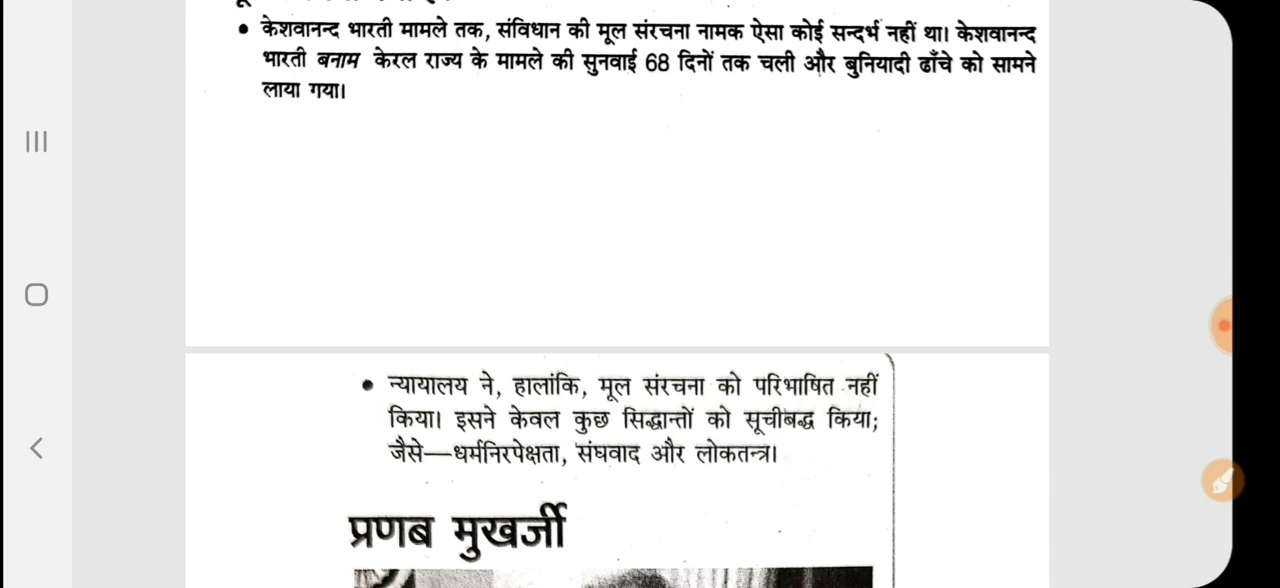 • केशवानन्द भारती मामले तक, संविधान की मूल संरचना नामक ऐसा कोई सन्दर्भ नहीं था। केशवानन्द
भारती बनाम केरल राज्य के मामले की सुनवाई 68 दिनों तक चली और बुनियादी ढाँचे को सामने
लाया गया।
• न्यायालय ने, हालांकि, मूल संरचना को परिभाषित नहीं
किया। इसने केवल कुछ सिद्धान्तों को सूचीबद्ध किया;
जैसे—धर्मनिरपेक्षता, संघवाद और लोकतन्त्र।
प्रणब मुखर्जी